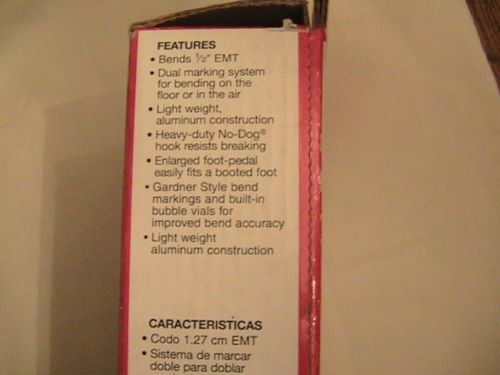 FEATURES
• Bends 1/2" EMT
• Dual marking system
for bending on the
floor or in the air
• Light weight,
aluminum construction
• Heavy-duty No-Dog®
hook resists breaking
• Enlarged foot-pedal
easily fits a booted foot
• Gardner Style bend
markings and built-in
bubble vials for
improved bend accuracy
• Light weight
aluminum construction
CARACTERISTICAS
• Codo 1.27 cm EMT
• Sistema de marcar
doble para doblar